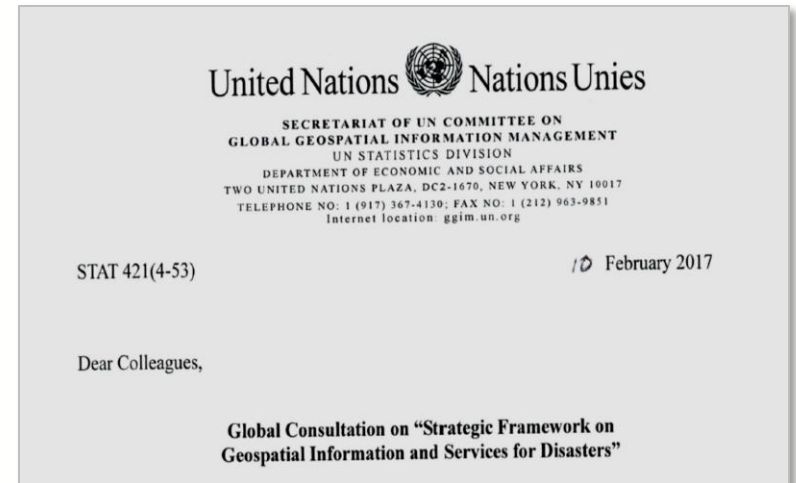 United Nations Nations Unies
SECRETARIAT OF UN COMMITTEE ON
GLOBAL GEOSPATIAL INFORMATION MANAGEMENT
UN STATISTICS DIVISION
DEPARTMENT OF ECONOMIC AND SOCIAL AFFAIRS
TWO UNITED NATIONS PLAZA, DC2-1670, NEW YORK, NY 10017
TELEPHONE NO: 1 (917) 367-4130; FAX NO: 1 (212) 963-9851
Internet location: ggim.un.org
STAT 421(4-53) 10 February 2017
Dear Colleagues,
Global Consultation on “Strategic Framework on
Geospatial Information and Services for Disasters”